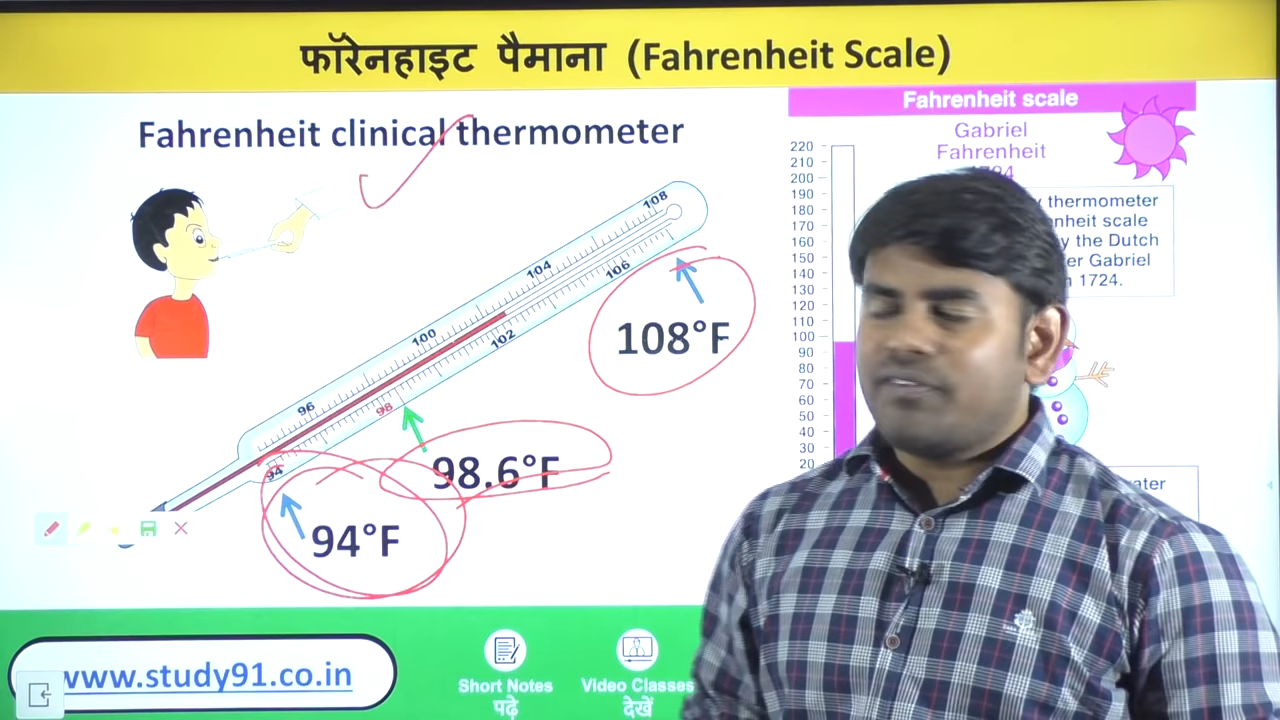 फॉरेनहाइट पैमाना (Fahrenheit Scale)
Fahrenheit clinical thermometer
108
104
106
100
102
96
98
94
108°F
98.6°F
94°F
Fahrenheit scale
Gabriel
Fahrenheit
220
210
200
190
180
170
160
150
140
130
120
110
100
90
80
70
60
50
40
30
20
thermometer
scale
the Dutch
Gabriel
1724.
www.study91.co.in
Short Notes
पढ़े
Video Classes
देखें